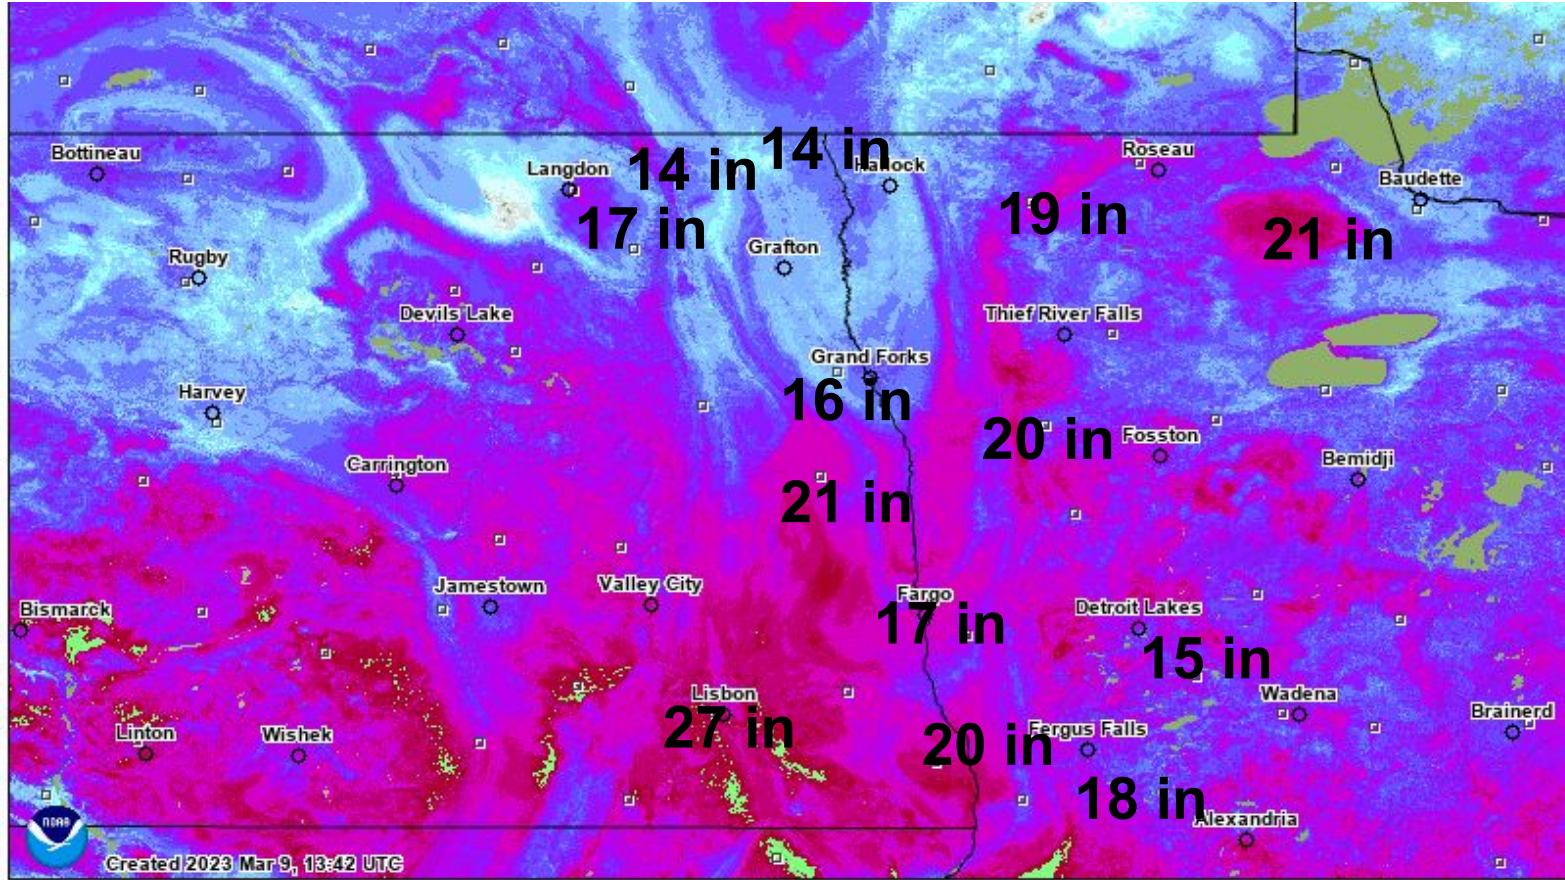 Bottineau
Langdon
14 in
14 in
Hallock
Roseau
Baudette
17 in
19 in
21 in
Rugby
Grafton
Devils Lake
Thief River Falls
Grand Forks
Harvey
16 in
20 in
Fosston
Bemidji
Carrington
21 in
Jamestown
Valley City
Fargo
Bismarck
17 in
Detroit Lakes
15 in
Lisbon
Wadena
Brainerd
27 in
Linton
Wishek
20 in
Fergus Falls
18 in
Alexandria
NOAA
Created 2023 Mar 9, 13:42 UTC